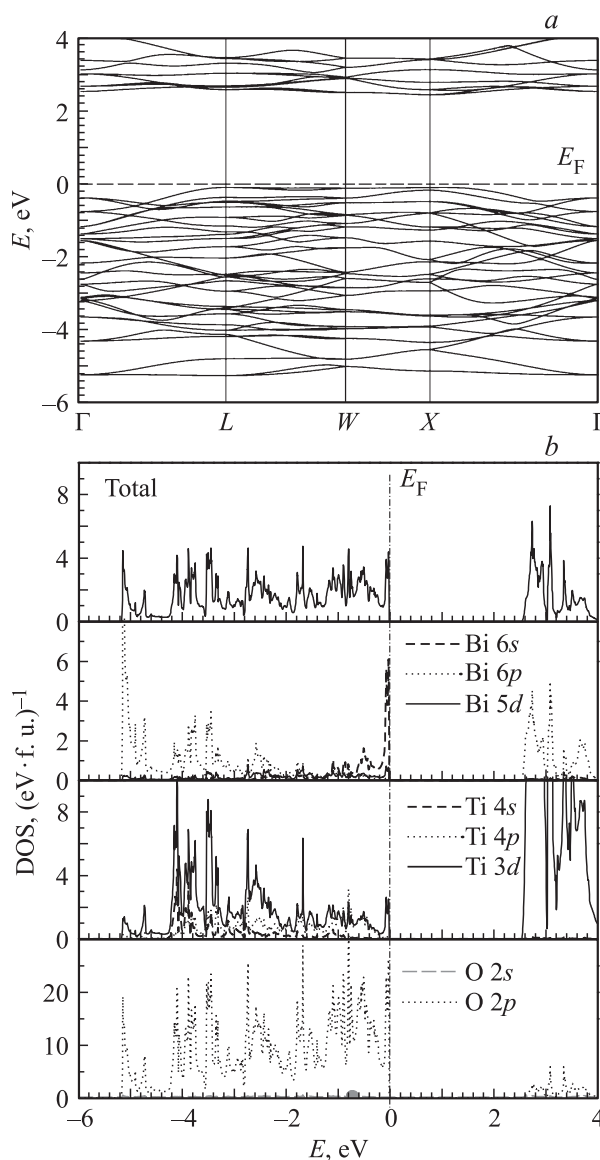 a
4
2
0
–2
–4
–6
E, eV
E_F
Γ
L
W
X
Γ
b
Total
E_F
8
4
0
Bi 6s
Bi 6p
Bi 5d
6
4
2
0
Ti 4s
Ti 4p
Ti 3d
8
4
0
O 2s
O 2p
20
10
0
DOS, (eV · f. u.)⁻¹
–6
–4
–2
0
2
4
E, eV